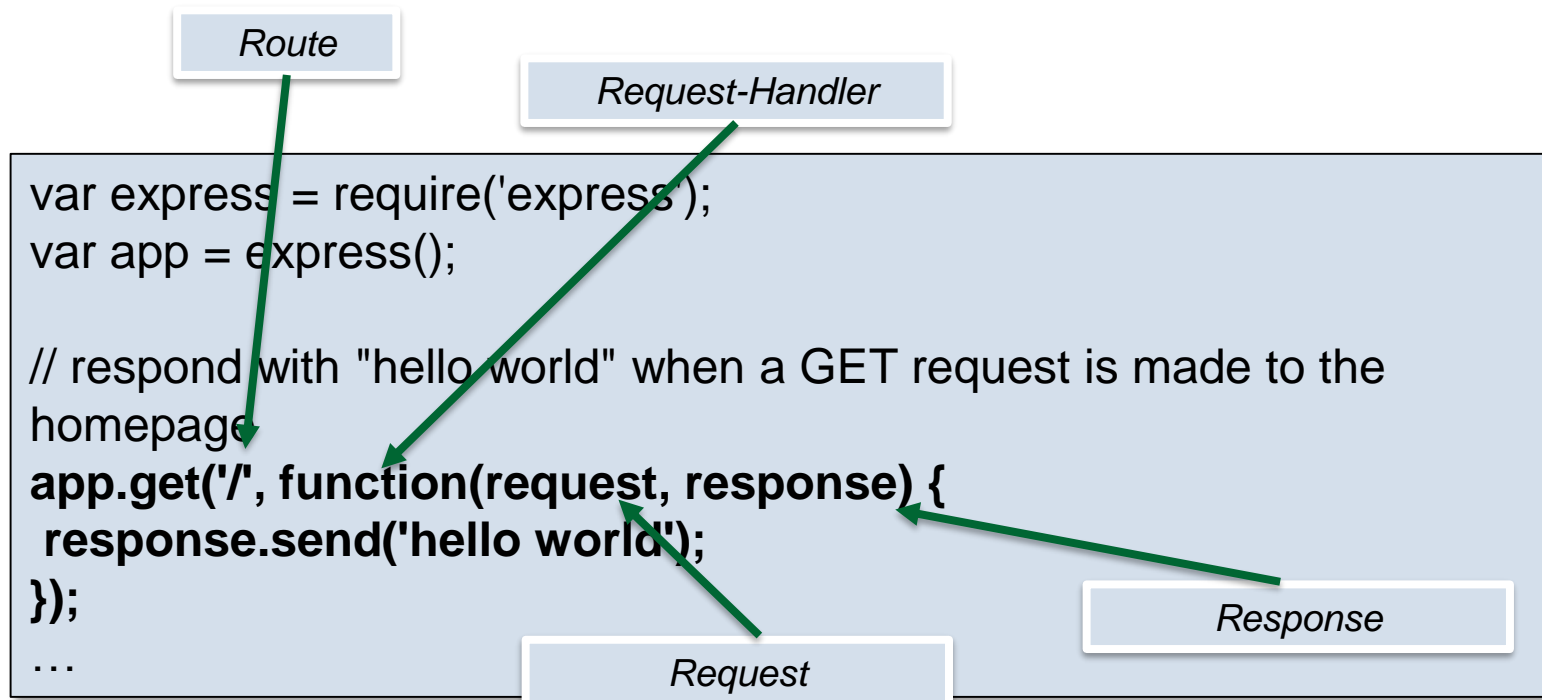 Route
Request-Handler
var express = require('express');
var app = express();
// respond with "hello world" when a GET request is made to the
homepage
app.get('/', function(request, response) {
response.send('hello world');
});
…
Response
Request